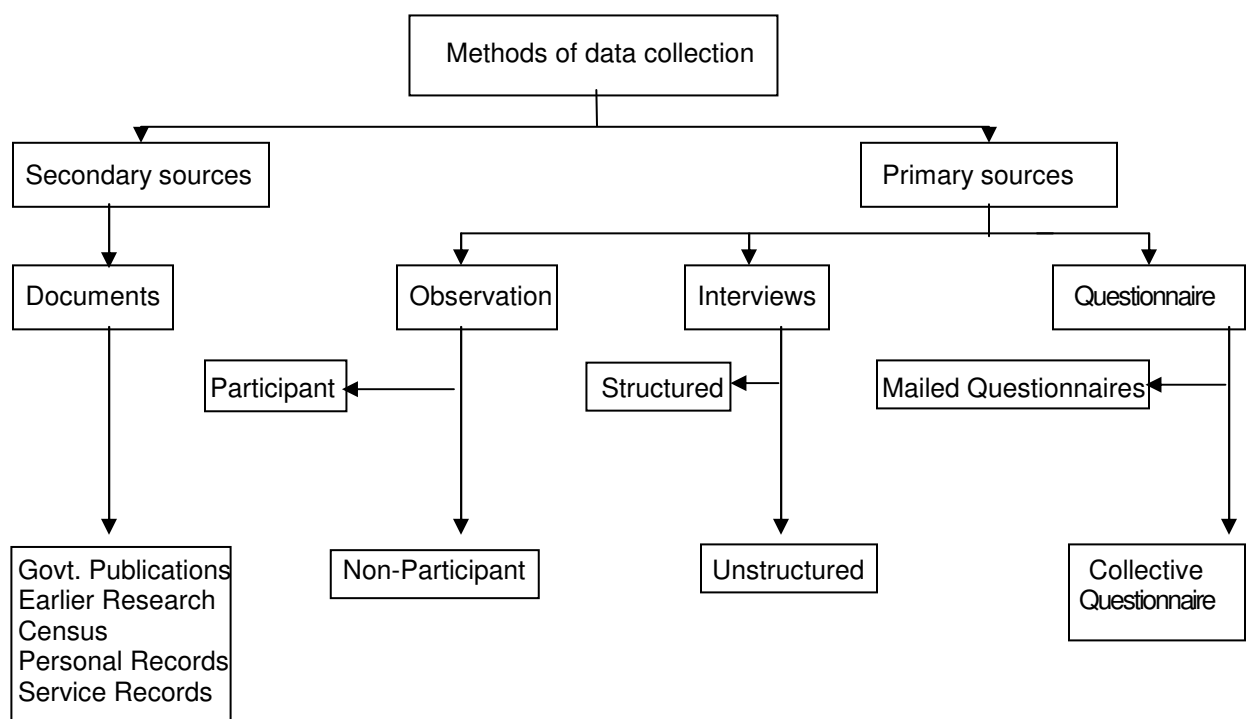 Methods of data collection
Secondary sources
Primary sources
Documents
Observation
Interviews
Questionnaire
Participant
Structured
Mailed Questionnaires
Govt. Publications
Earlier Research
Census
Personal Records
Service Records
Non-Participant
Unstructured
Collective
Questionnaire